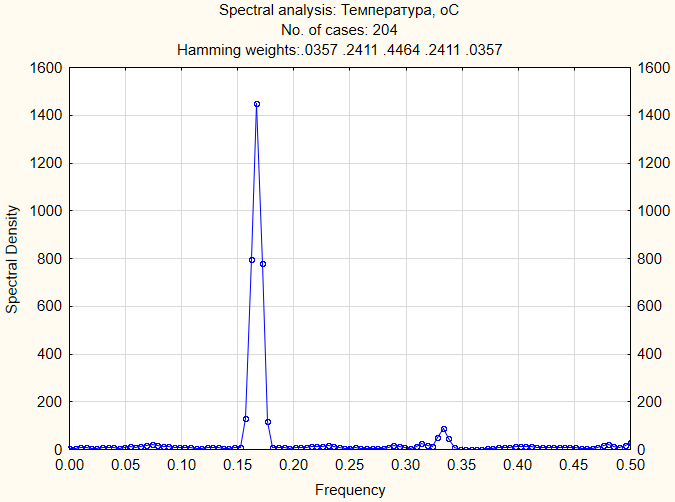 Spectral analysis: Температура, оС
No. of cases: 204
Hamming weights:.0357 .2411 .4464 .2411 .0357
1600 1600
1400 1400
1200 1200
1000 1000
800 800
600 600
400 400
200 200
0 0
Spectral Density
0.00 0.05 0.10 0.15 0.20 0.25 0.30 0.35 0.40 0.45 0.50
Frequency